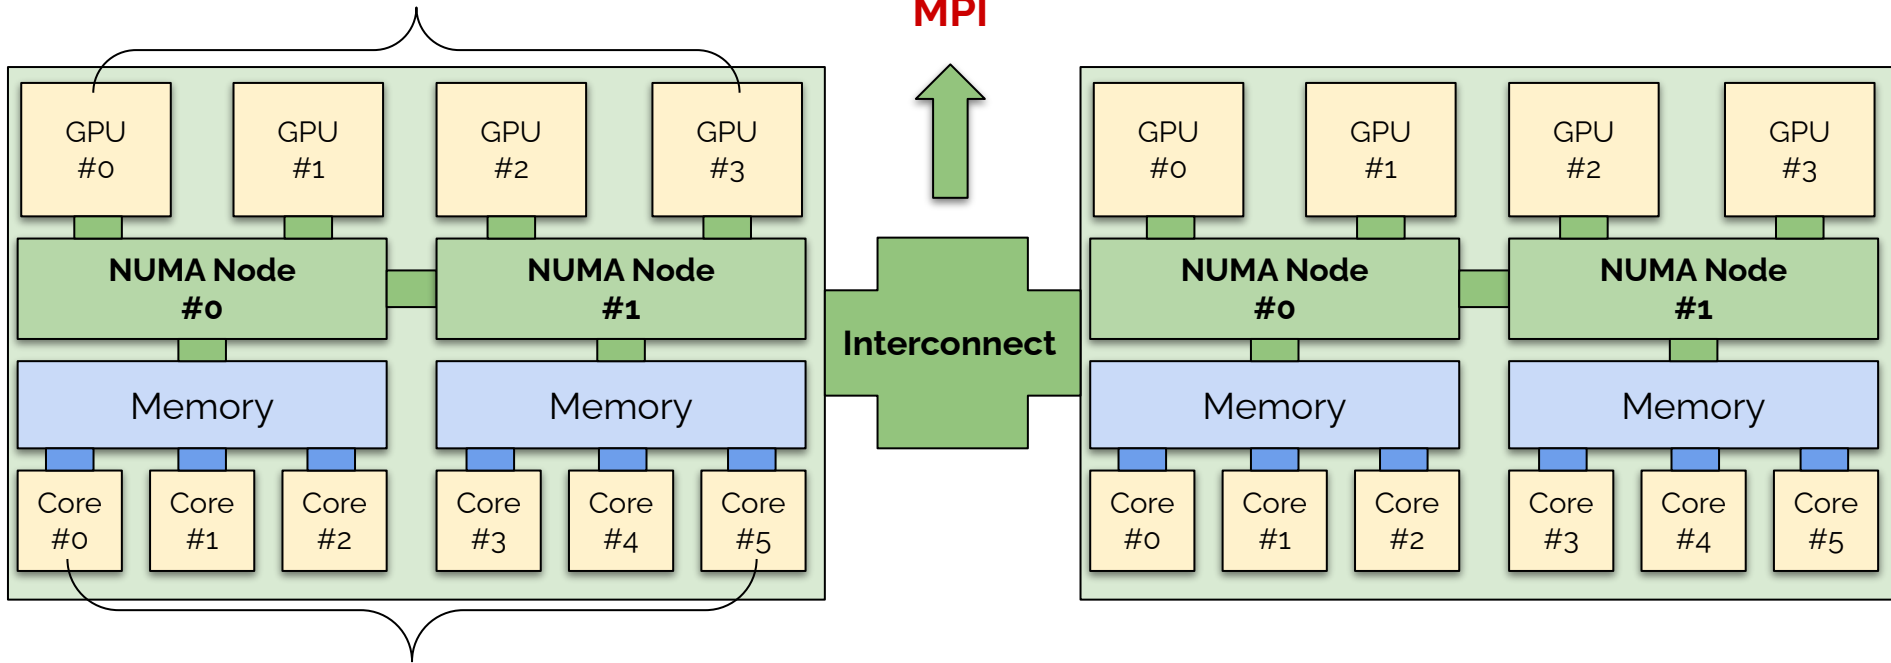 MPI
GPU
#0
GPU
#1
GPU
#2
GPU
#3
NUMA Node
#0
NUMA Node
#1
Memory
Memory
Core
#0
Core
#1
Core
#2
Core
#3
Core
#4
Core
#5
Interconnect
GPU
#0
GPU
#1
GPU
#2
GPU
#3
NUMA Node
#0
NUMA Node
#1
Memory
Memory
Core
#0
Core
#1
Core
#2
Core
#3
Core
#4
Core
#5